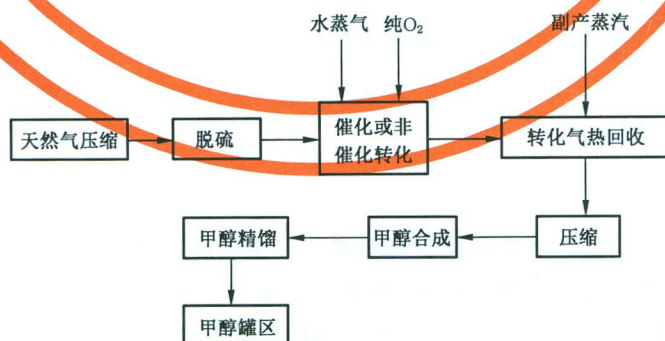 水蒸气 纯O₂ 副产蒸汽
天然气压缩
脱硫
催化或非
催化转化
转化气热回收
甲醇精馏
甲醇合成
压缩
甲醇罐区